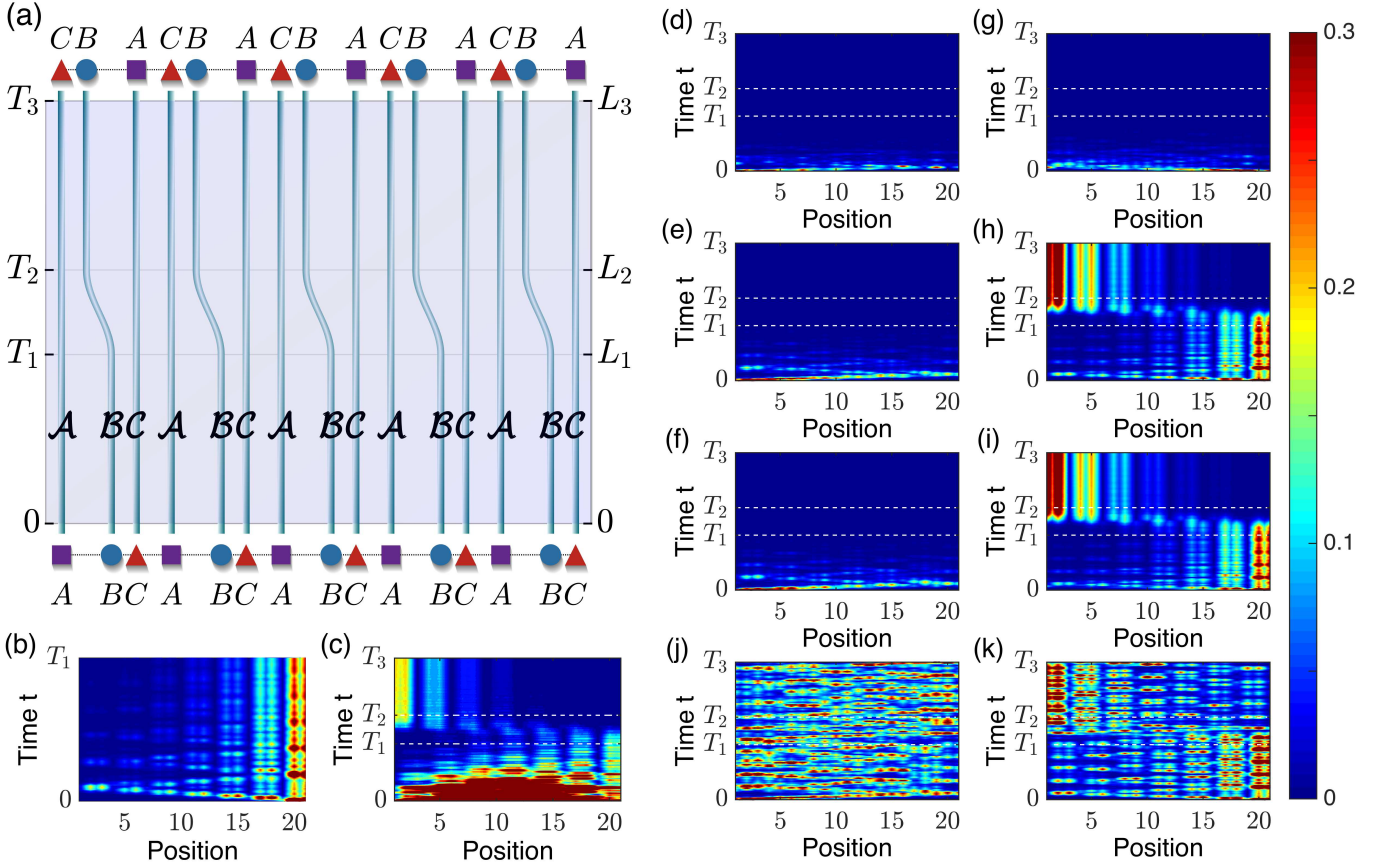 (a)
C B A C B A C B A C B A C B A
T₃ L₃
T₂ L₂
T₁ L₁
𝒜 ℬ𝒞 𝒜 ℬ𝒞 𝒜 ℬ𝒞 𝒜 ℬ𝒞 𝒜 ℬ𝒞
0 0
A B C A B C A B C A B C A B C
(b)
T₁
0
Time t
5 10 15 20
Position
(c)
T₃
T₂
T₁
0
Time t
5 10 15 20
Position
(d)
T₃
T₂
T₁
0
Time t
5 10 15 20
Position
(e)
T₃
T₂
T₁
0
Time t
5 10 15 20
Position
(f)
T₃
T₂
T₁
0
Time t
5 10 15 20
Position
(g)
T₃
T₂
T₁
0
Time t
5 10 15 20
Position
(h)
T₃
T₂
T₁
0
Time t
5 10 15 20
Position
(i)
T₃
T₂
T₁
0
Time t
5 10 15 20
Position
(j)
T₃
T₂
T₁
0
Time t
5 10 15 20
Position
(k)
T₃
T₂
T₁
0
Time t
5 10 15 20
Position
0.3
0.2
0.1
0